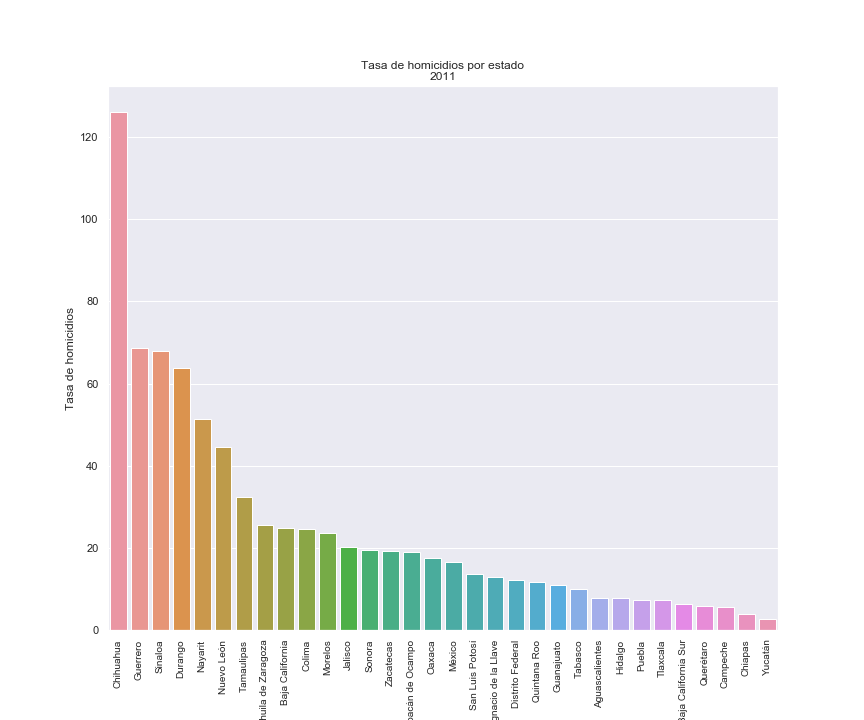 Tasa de homicidios por estado
2011
Tasa de homicidios
120
100
80
60
40
20
0
Chihuahua
Guerrero
Sinaloa
Durango
Nayarit
Nuevo León
Tamaulipas
huila de Zaragoza
Baja California
Colima
Morelos
Jalisco
Sonora
Zacatecas
oacán de Ocampo
Oaxaca
México
San Luis Potosí
gnacio de la Llave
Distrito Federal
Quintana Roo
Guanajuato
Tabasco
Aguascalientes
Hidalgo
Puebla
Tlaxcala
Baja California Sur
Querétaro
Campeche
Chiapas
Yucatán